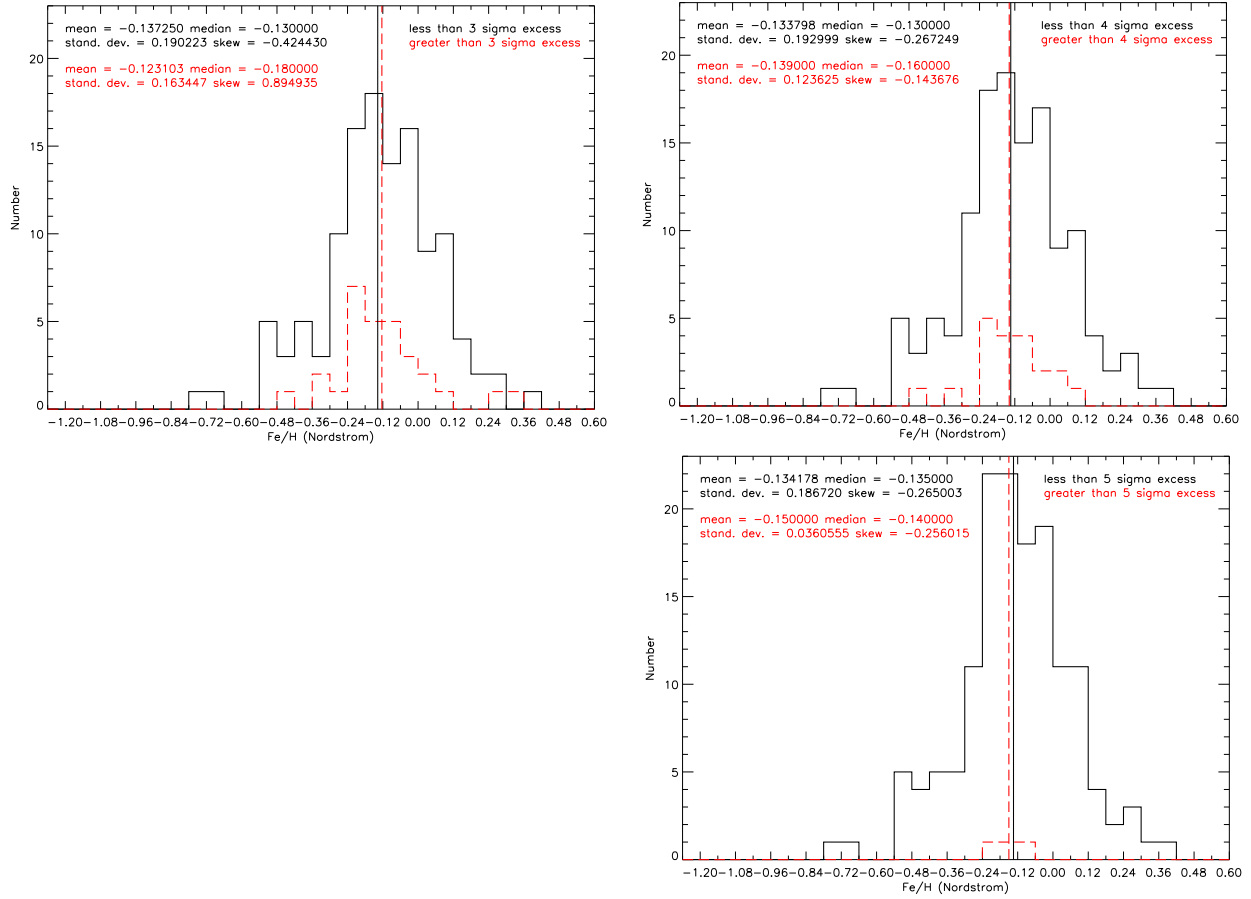 mean = −0.137250 median = −0.130000
stand. dev. = 0.190223 skew = −0.424430
less than 3 sigma excess
greater than 3 sigma excess
mean = −0.123103 median = −0.180000
stand. dev. = 0.163447 skew = 0.894935
20
15
10
5
0
Number
−1.20−1.08−0.96−0.84−0.72−0.60−0.48−0.36−0.24−0.12 0.00 0.12 0.24 0.36 0.48 0.60
Fe/H (Nordstrom)
mean = −0.133798 median = −0.130000
stand. dev. = 0.192999 skew = −0.267249
less than 4 sigma excess
greater than 4 sigma excess
mean = −0.139000 median = −0.160000
stand. dev. = 0.123625 skew = −0.143676
20
15
10
5
0
Number
−1.20−1.08−0.96−0.84−0.72−0.60−0.48−0.36−0.24−0.12 0.00 0.12 0.24 0.36 0.48 0.60
Fe/H (Nordstrom)
mean = −0.134178 median = −0.135000
stand. dev. = 0.186720 skew = −0.265003
less than 5 sigma excess
greater than 5 sigma excess
mean = −0.150000 median = −0.140000
stand. dev. = 0.0360555 skew = −0.256015
20
15
10
5
0
Number
−1.20−1.08−0.96−0.84−0.72−0.60−0.48−0.36−0.24−0.12 0.00 0.12 0.24 0.36 0.48 0.60
Fe/H (Nordstrom)